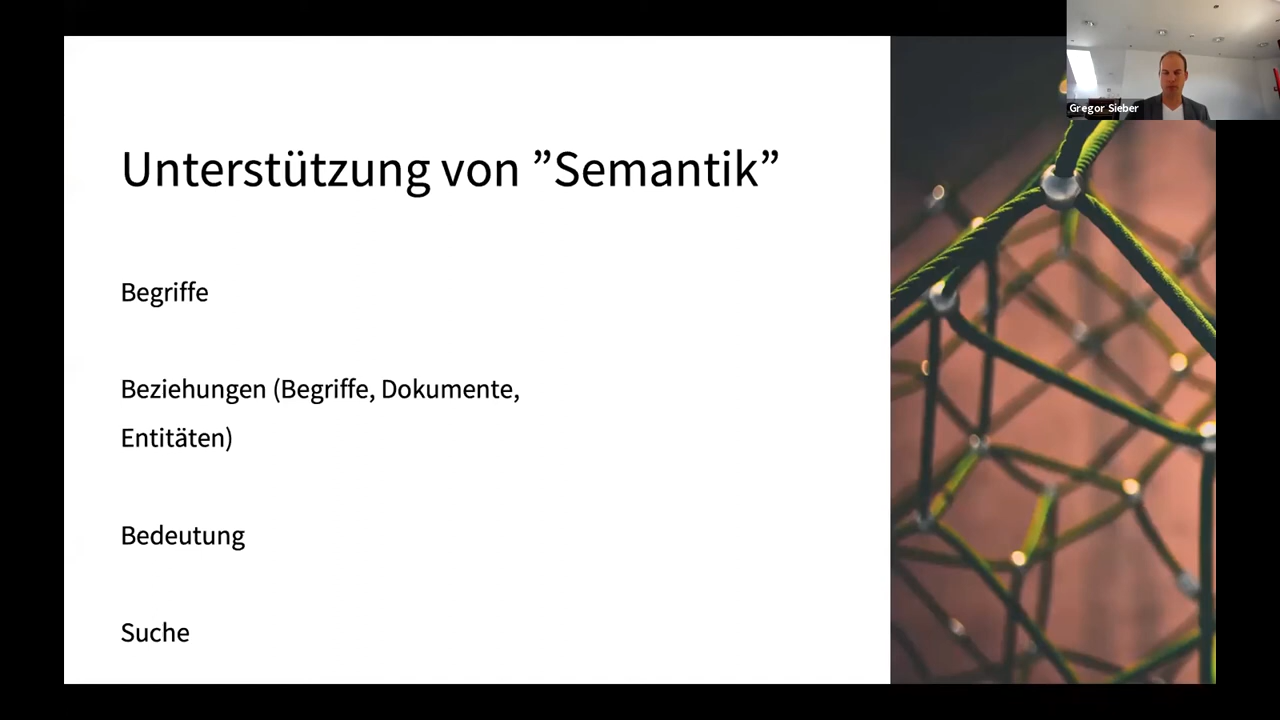 Gregor Sieber
Unterstützung von ”Semantik”
Begriffe
Beziehungen (Begriffe, Dokumente,
Entitäten)
Bedeutung
Suche